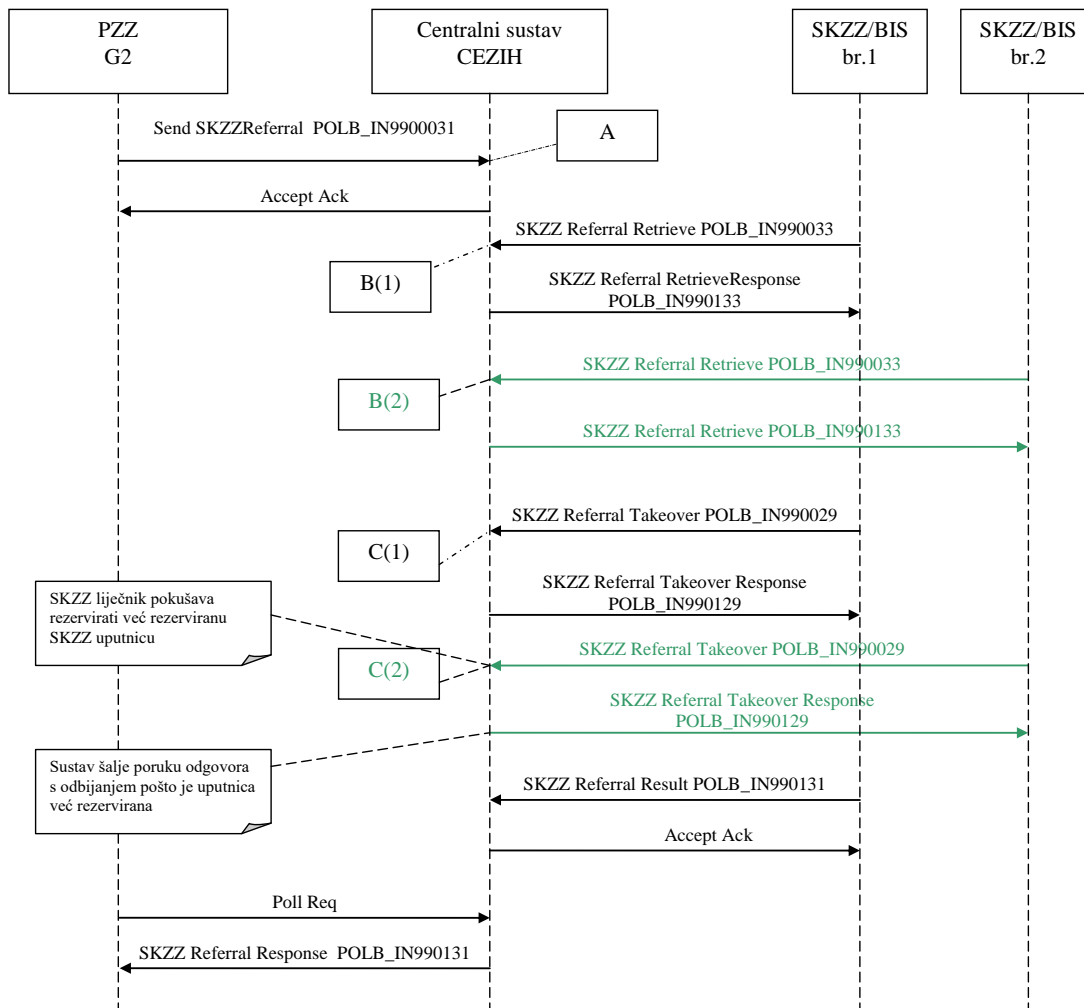 PZZ
G2
Centralni sustav
CEZIH
SKZZ/BIS
br.1
SKZZ/BIS
br.2
Send SKZZReferral  POLB_IN9900031
A
Accept Ack
SKZZ Referral Retrieve POLB_IN990033
B(1)
SKZZ Referral RetrieveResponse
POLB_IN990133
SKZZ Referral Retrieve POLB_IN990033
B(2)
SKZZ Referral Retrieve POLB_IN990133
SKZZ Referral Takeover POLB_IN990029
C(1)
SKZZ Referral Takeover Response
POLB_IN990129
SKZZ liječnik pokušava
rezervirati već rezerviranu
SKZZ uputnicu
SKZZ Referral Takeover POLB_IN990029
C(2)
SKZZ Referral Takeover Response
POLB_IN990129
Sustav šalje poruku odgovora
s odbijanjem pošto je uputnica
već rezervirana
SKZZ Referral Result POLB_IN990131
Accept Ack
Poll Req
SKZZ Referral Response  POLB_IN990131